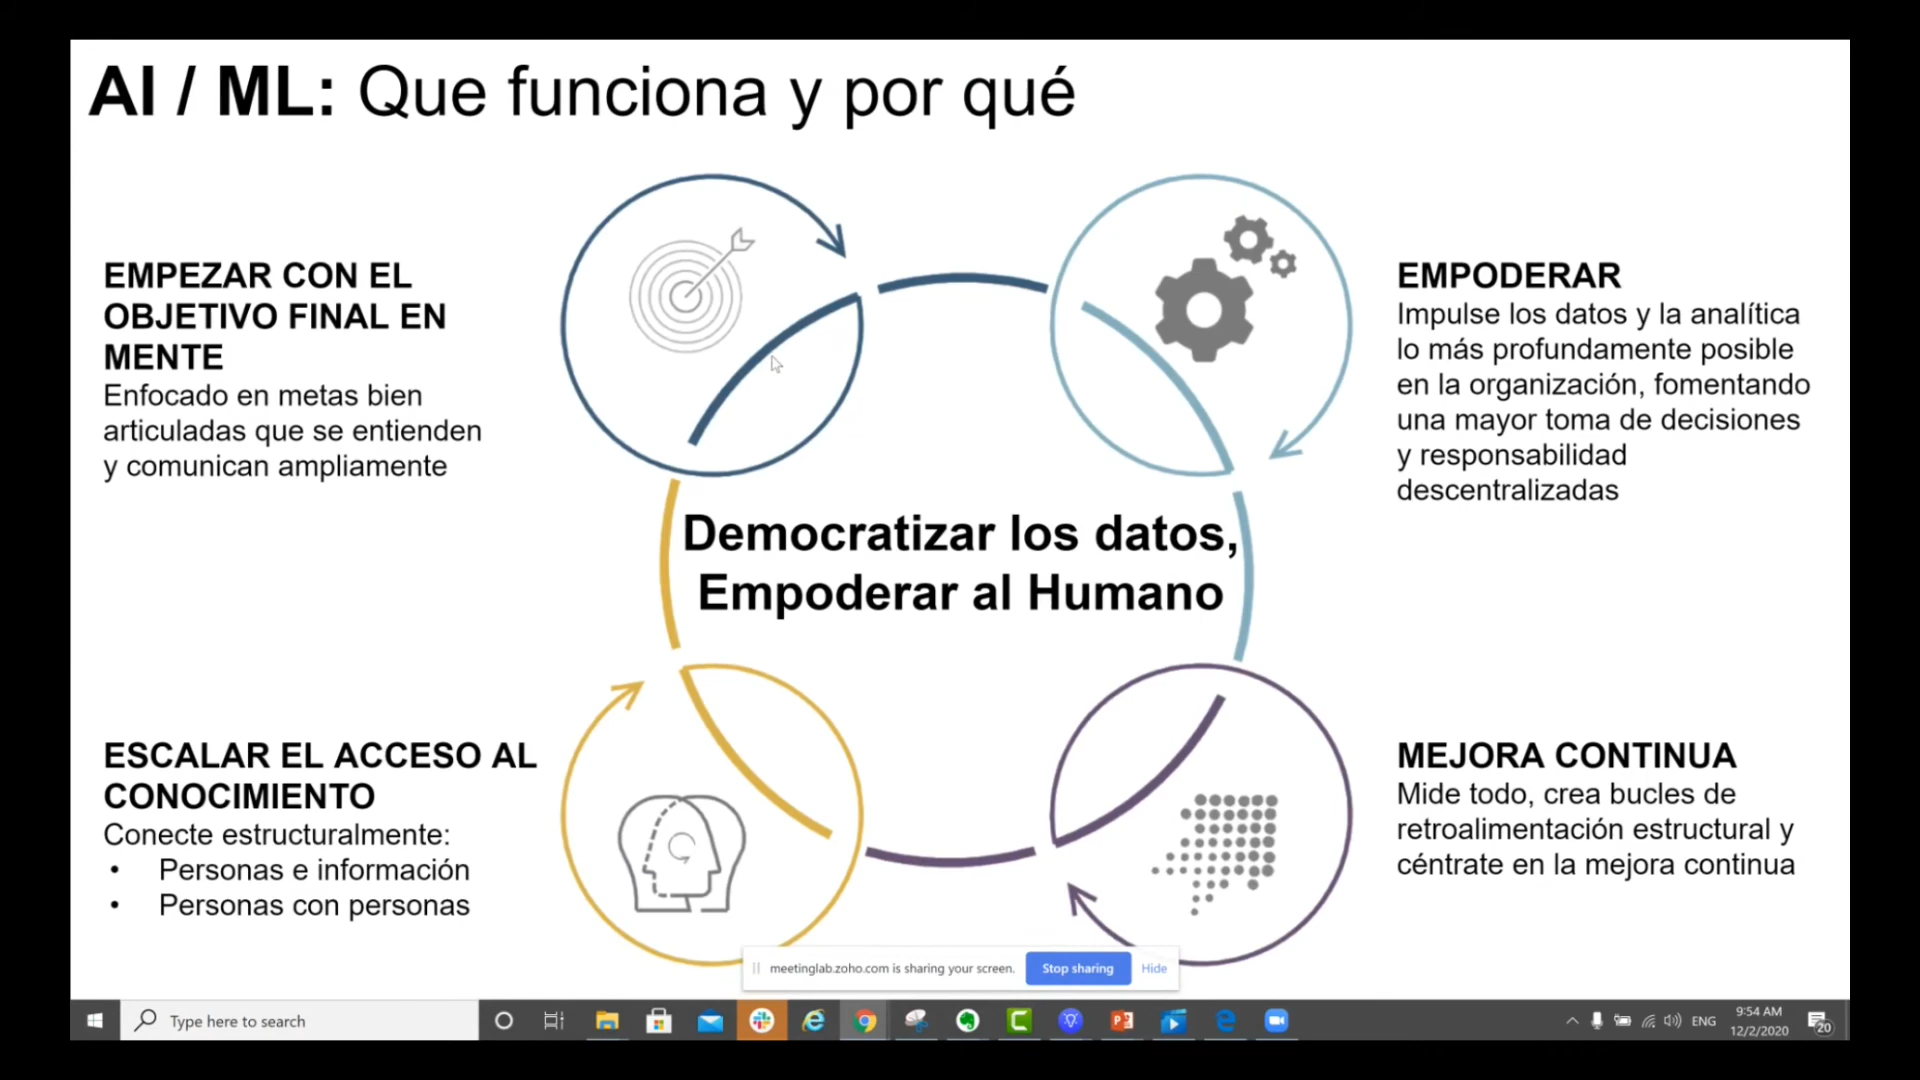 AI / ML: Que funciona y por qué
EMPEZAR CON EL
OBJETIVO FINAL EN
MENTE
Enfocado en metas bien
articuladas que se entienden
y comunican ampliamente
EMPODERAR
Impulse los datos y la analítica
lo más profundamente posible
en la organización, fomentando
una mayor toma de decisiones
y responsabilidad
descentralizadas
Democratizar los datos,
Empoderar al Humano
ESCALAR EL ACCESO AL
CONOCIMIENTO
Conecte estructuralmente:
• Personas e información
• Personas con personas
MEJORA CONTINUA
Mide todo, crea bucles de
retroalimentación estructural y
céntrate en la mejora continua
meetinglab.zoho.com is sharing your screen. Stop sharing Hide
Type here to search
ENG
9:54 AM
12/2/2020
20